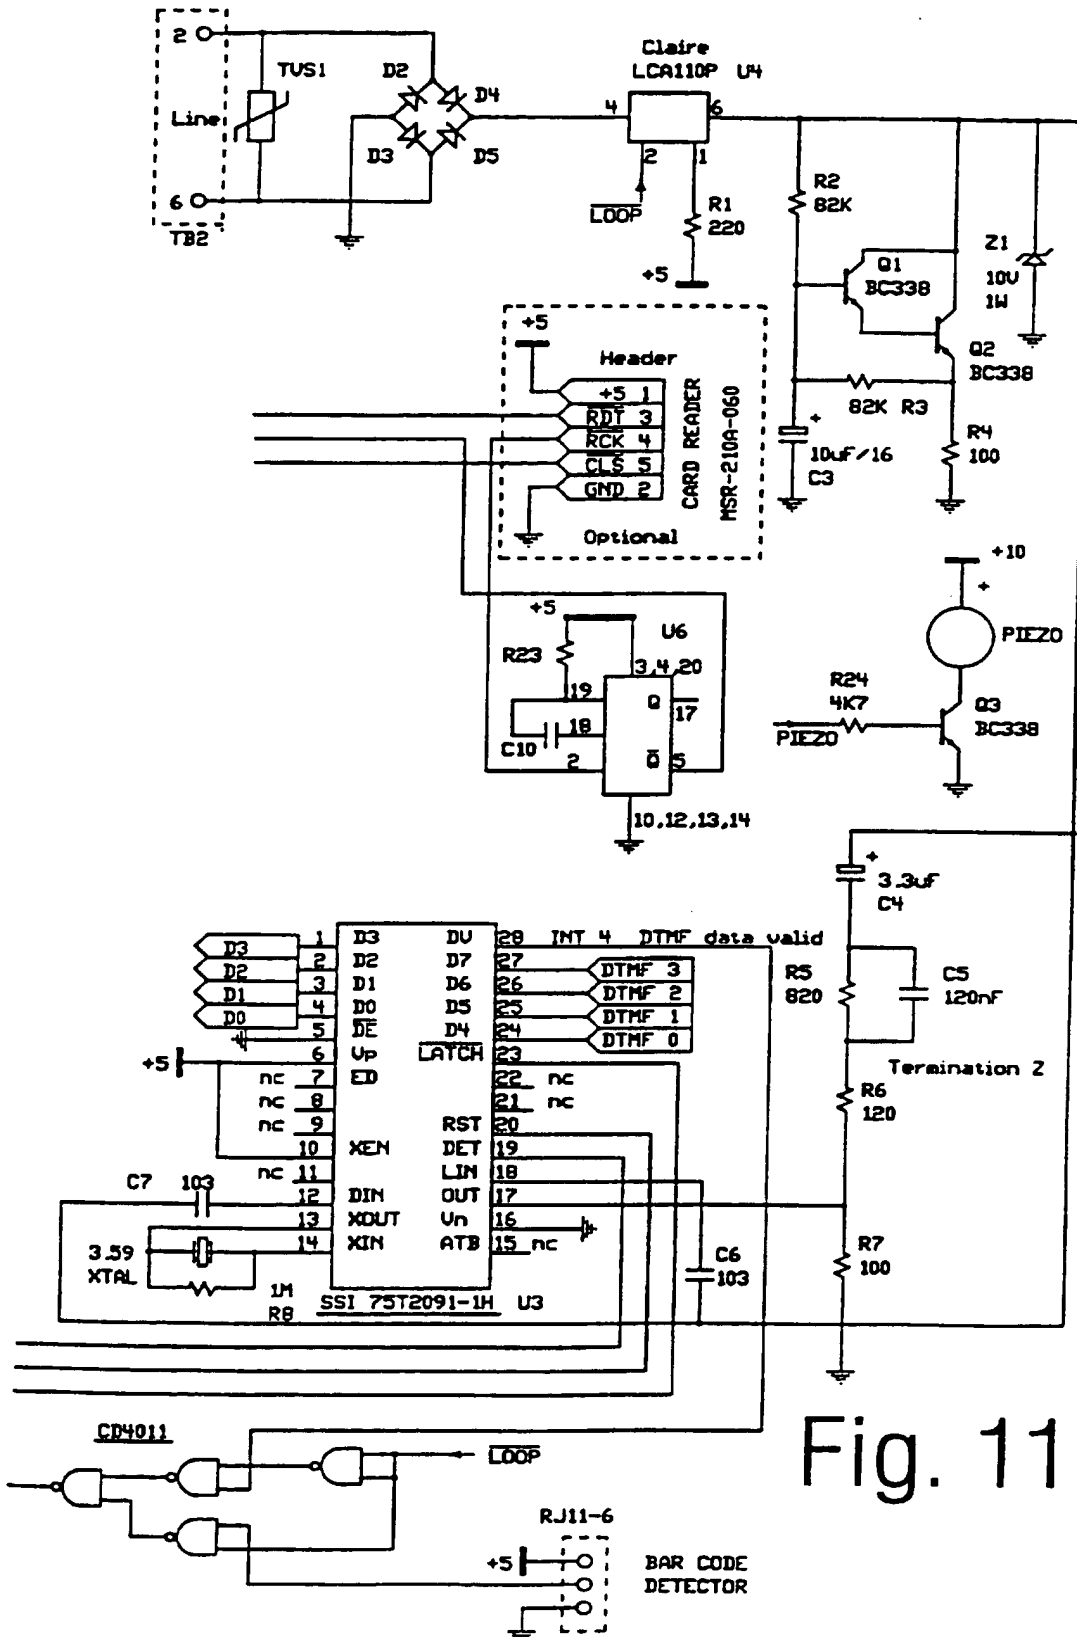 Claire
LCA110P U4
2
TVS1
D2
D4
4
6
Line
D3
D5
2
1
R2
82K
6
LOOP
R1
220
TB2
+5
Z1
10V
1W
Q1
BC338
+5
Header
Q2
BC338
+5 1
RDT 3
RCK 4
CLS 5
GND 2
CARD READER
MSR-210A-060
82K R3
+
10uF/16
C3
R4
100
Optional
+10
+
+5
U6
PIEZO
R23
3,4,20
19
Q
17
R24
4K7
Q3
BC338
C10
18
PIEZO
2
Q
5
10,12,13,14
+
3.3uF
C4
D3 1 D3 DV 28 INT 4 DTMF data valid
D2 2 D2 D7 27 DTMF 3
D1 3 D1 D6 26 DTMF 2
D0 4 D0 D5 25 DTMF 1
5 DE D4 24 DTMF 0
+5 6 Vp LATCH 23
nc 7 ED 22 nc
nc 8 21 nc
nc 9 RST 20
10 XEN DET 19
nc 11 LIN 18
C7 103 12 DIN OUT 17
13 XOUT Vn 16
14 XIN ATB 15 nc
R5
820
C5
120nF
Termination Z
R6
120
3.59
XTAL
1M
R8
SSI 75T2091-1H U3
C6
103
R7
100
CD4011
LOOP
Fig. 11
RJ11-6
+5
BAR CODE
DETECTOR